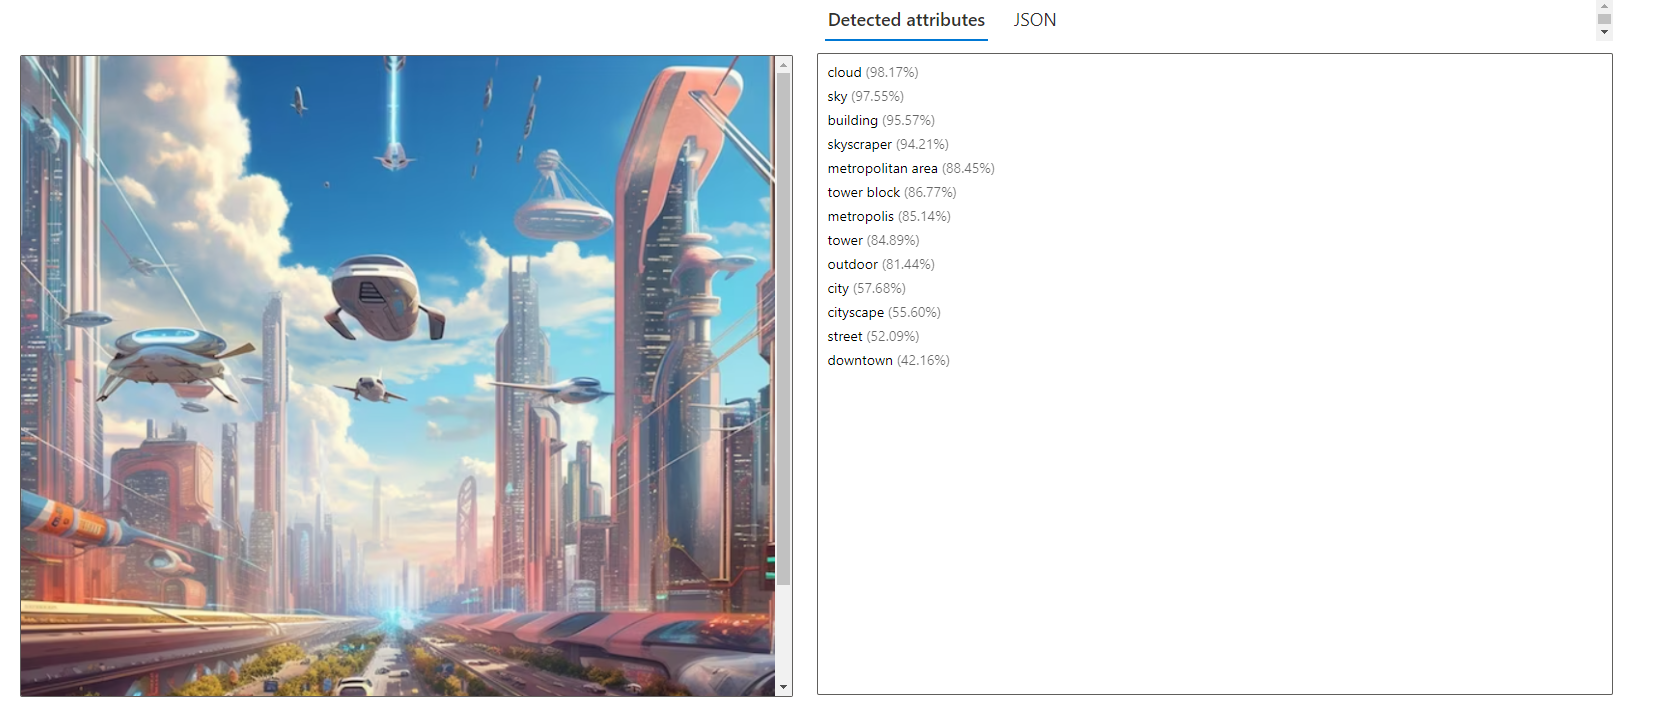 Detected attributes JSON
cloud (98.17%)
sky (97.55%)
building (95.57%)
skyscraper (94.21%)
metropolitan area (88.45%)
tower block (86.77%)
metropolis (85.14%)
tower (84.89%)
outdoor (81.44%)
city (57.68%)
cityscape (55.60%)
street (52.09%)
downtown (42.16%)